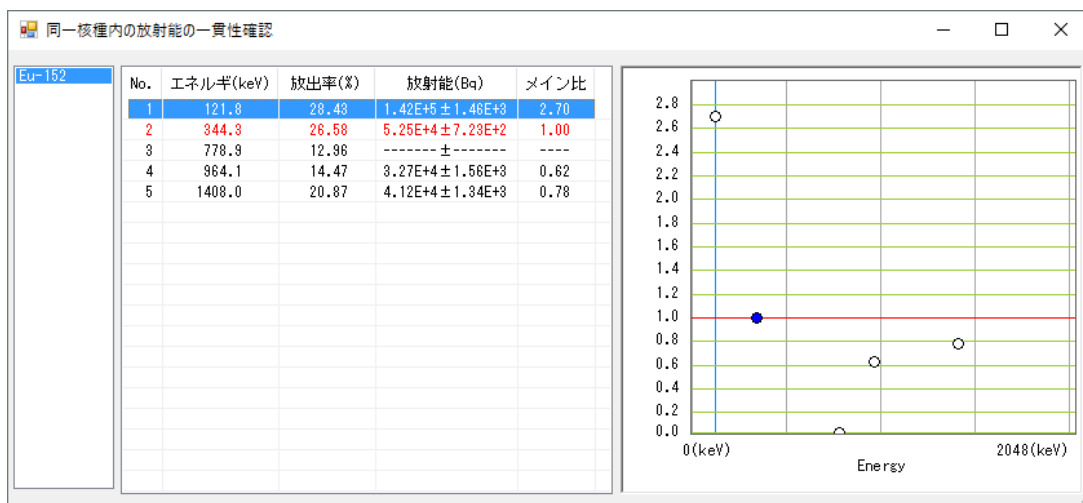 同一核種内の放射能の一貫性確認
Eu-152
No. エネルギ(keV) 放出率(%) 放射能(Bq) メイン比
1 121.8 28.43 1.42E+5±1.46E+3 2.70
2 344.3 26.58 5.25E+4±7.23E+2 1.00
3 778.9 12.96 -------±------- ----
4 964.1 14.47 3.27E+4±1.56E+3 0.62
5 1408.0 20.87 4.12E+4±1.34E+3 0.78
2.8
2.6
2.4
2.2
2.0
1.8
1.6
1.4
1.2
1.0
0.8
0.6
0.4
0.2
0.0
0(keV) 2048(keV)
Energy